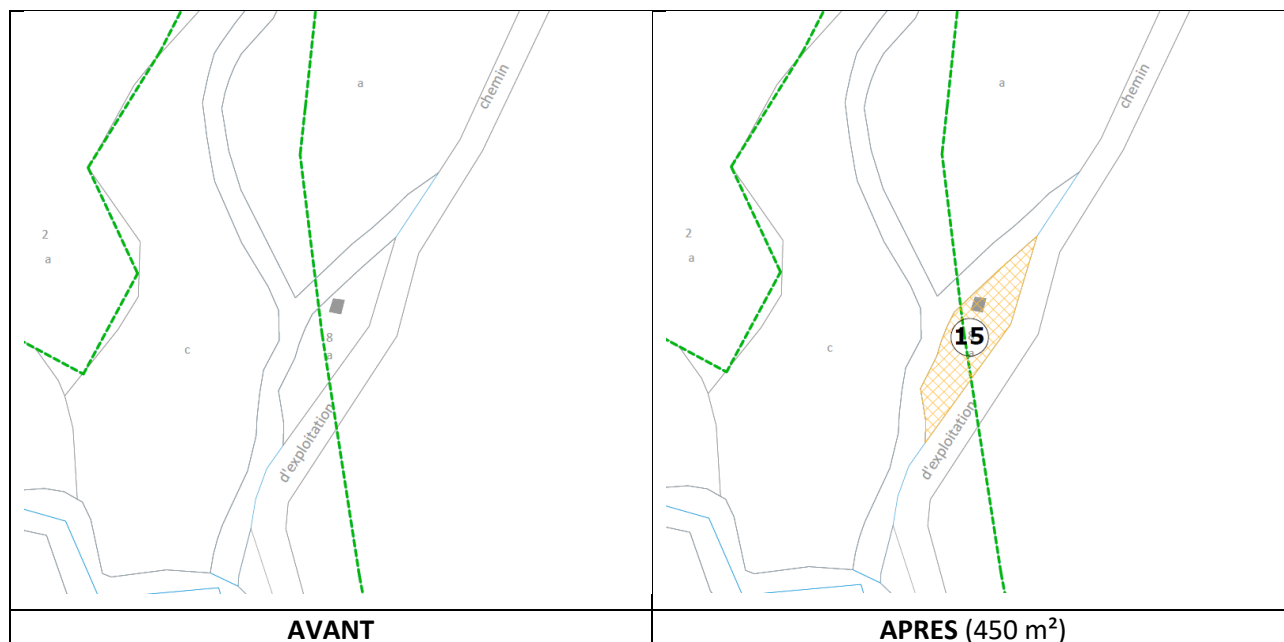 a
chemin
2
a
8
a
c
d'exploitation
AVANT
a
chemin
2
a
15
a
c
d'exploitation
APRES (450 m²)